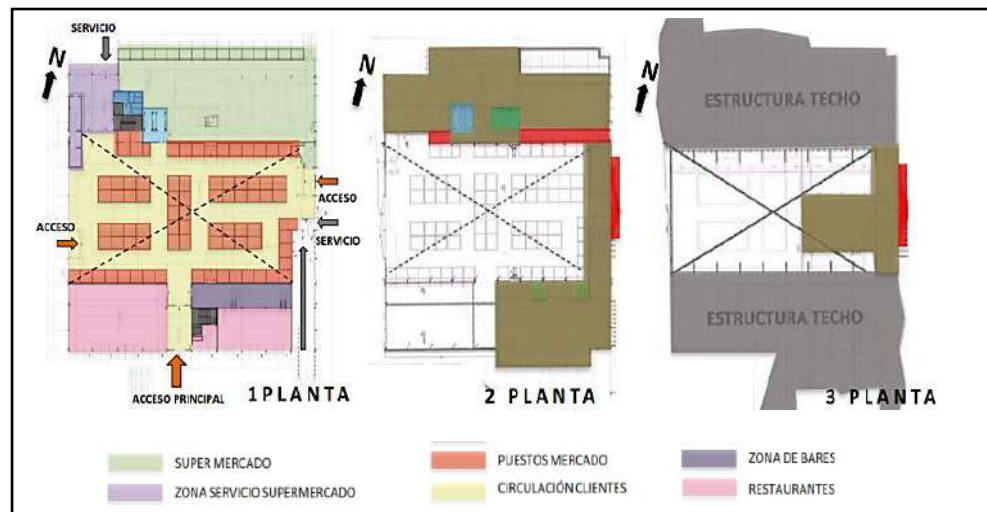 SERVICIO
N
ACCESO
ACCESO
SERVICIO
ACCESO PRINCIPAL
1 PLANTA
N
2 PLANTA
N
ESTRUCTURA TECHO
ESTRUCTURA TECHO
3 PLANTA
SUPER MERCADO
ZONA SERVICIO SUPERMERCADO
PUESTOS MERCADO
CIRCULACIÓN CLIENTES
ZONA DE BARES
RESTAURANTES